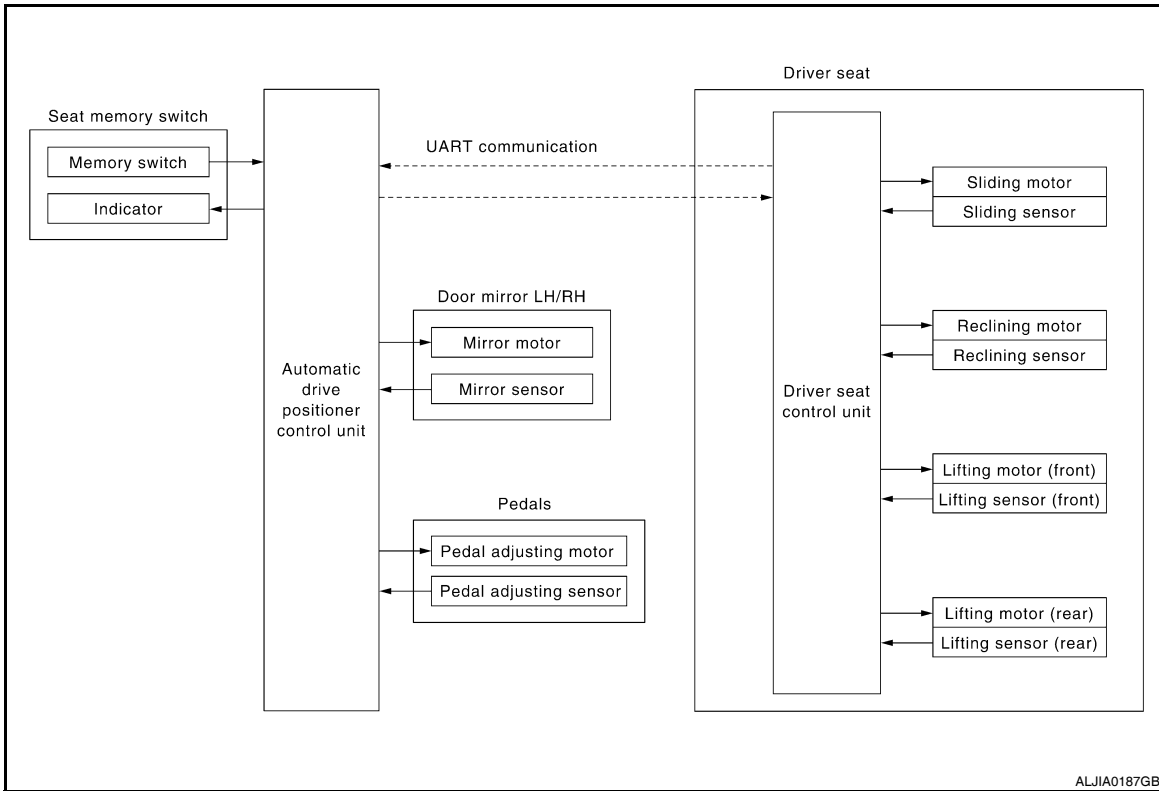 Driver seat
Seat memory switch
Memory switch
Indicator
UART communication
Sliding motor
Sliding sensor
Door mirror LH/RH
Mirror motor
Mirror sensor
Reclining motor
Reclining sensor
Automatic
drive
positioner
control unit
Driver seat
control unit
Lifting motor (front)
Lifting sensor (front)
Pedals
Pedal adjusting motor
Pedal adjusting sensor
Lifting motor (rear)
Lifting sensor (rear)
ALJIA0187GB